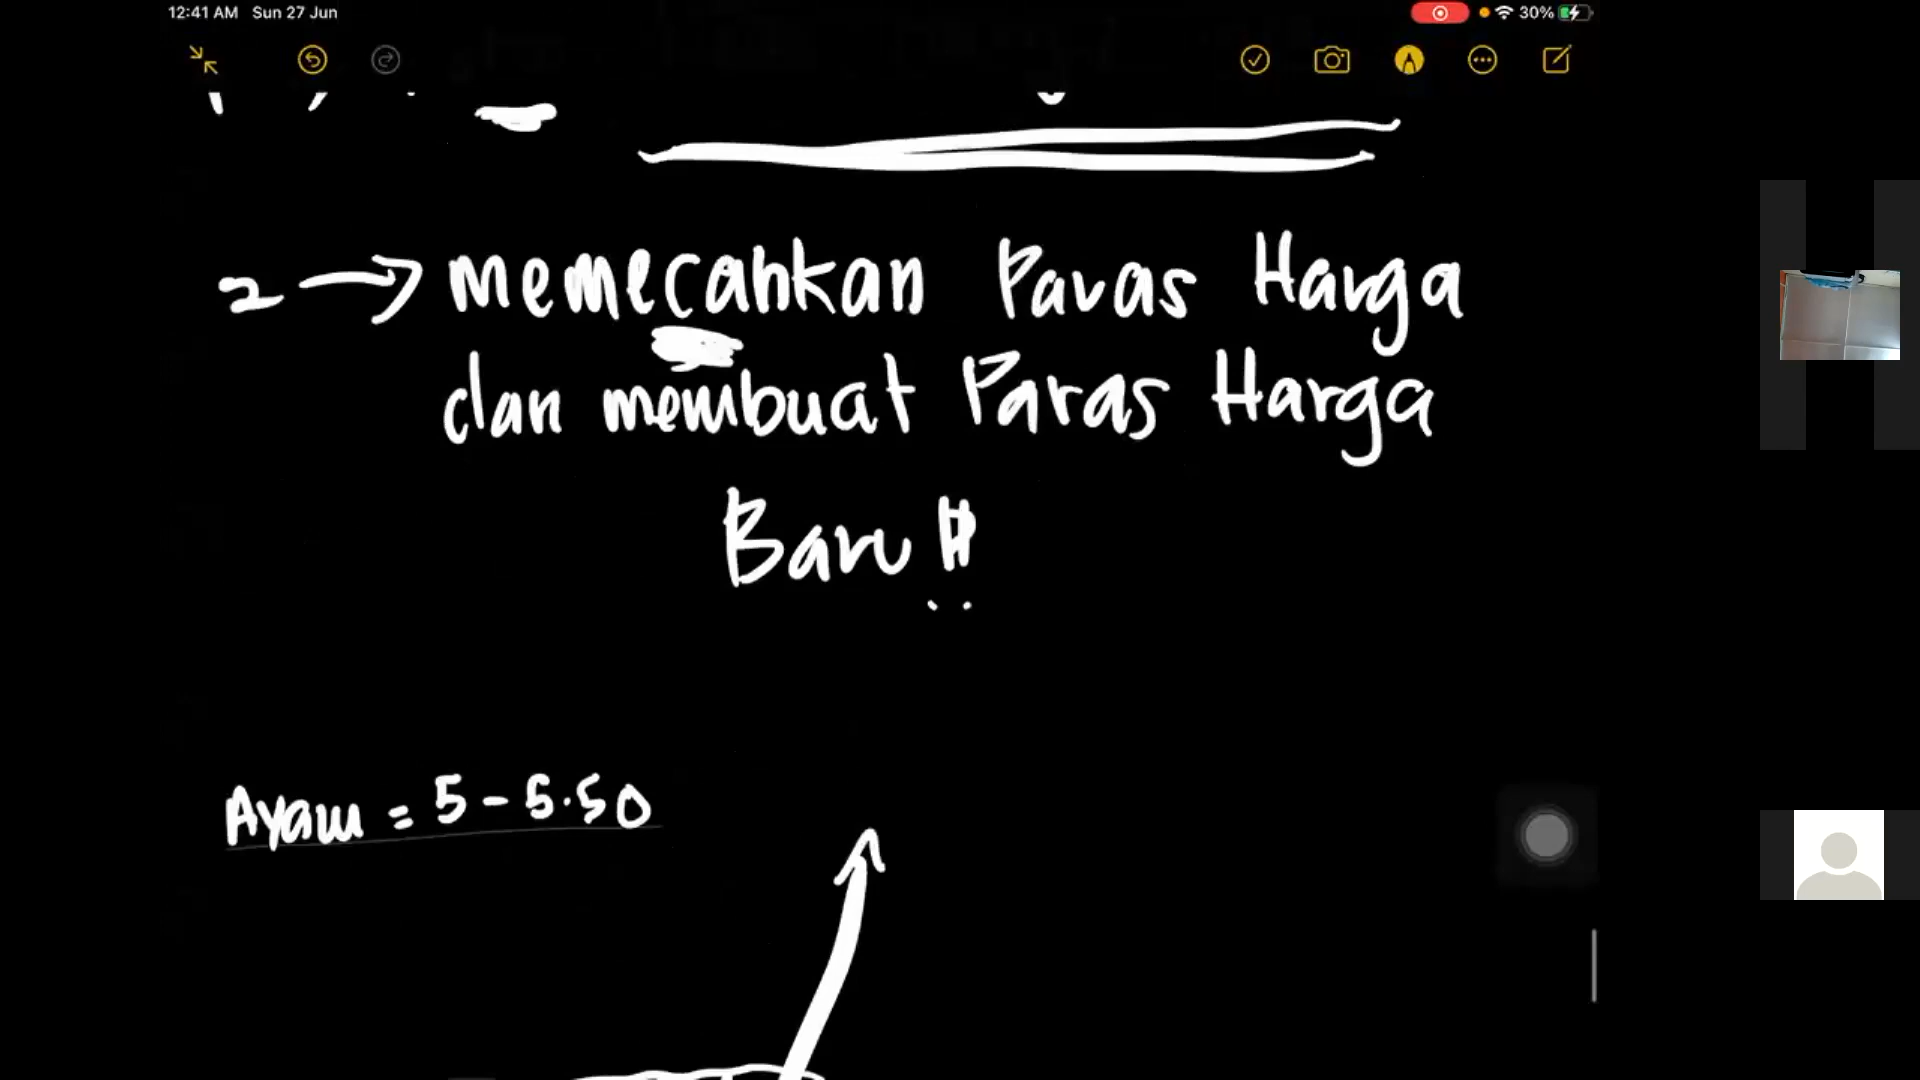 12:41 AM Sun 27 Jun
30%
2 → Memecahkan Paras Harga
dan membuat Paras Harga
Baru !!
Ayam = 5 - 5.50